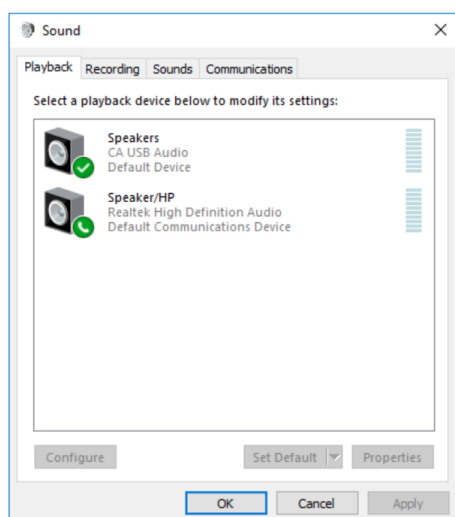 Sound
Playback Recording Sounds Communications
Select a playback device below to modify its settings:
Speakers
CA USB Audio
Default Device
Speaker/HP
Realtek High Definition Audio
Default Communications Device
Configure Set Default Properties
OK Cancel Apply